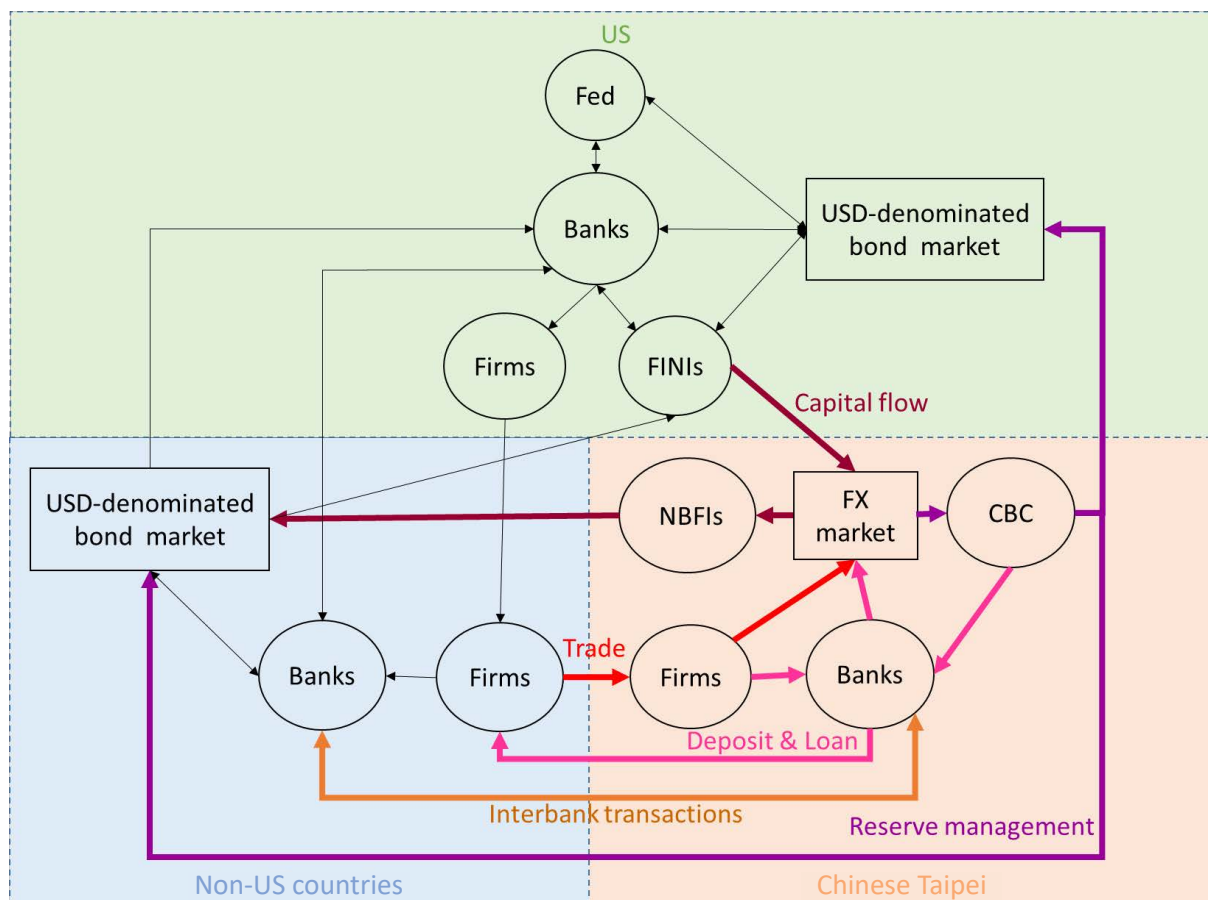 US
Fed
Banks
USD-denominated
bond market
Firms
FINIs
Capital flow
USD-denominated
bond market
NBFIs
FX
market
CBC
Banks
Firms
Trade
Firms
Banks
Deposit & Loan
Interbank transactions
Reserve management
Non-US countries
Chinese Taipei